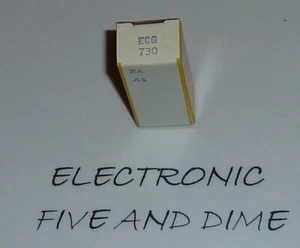 ECG
730
ELECTRONIC
FIVE AND DIME